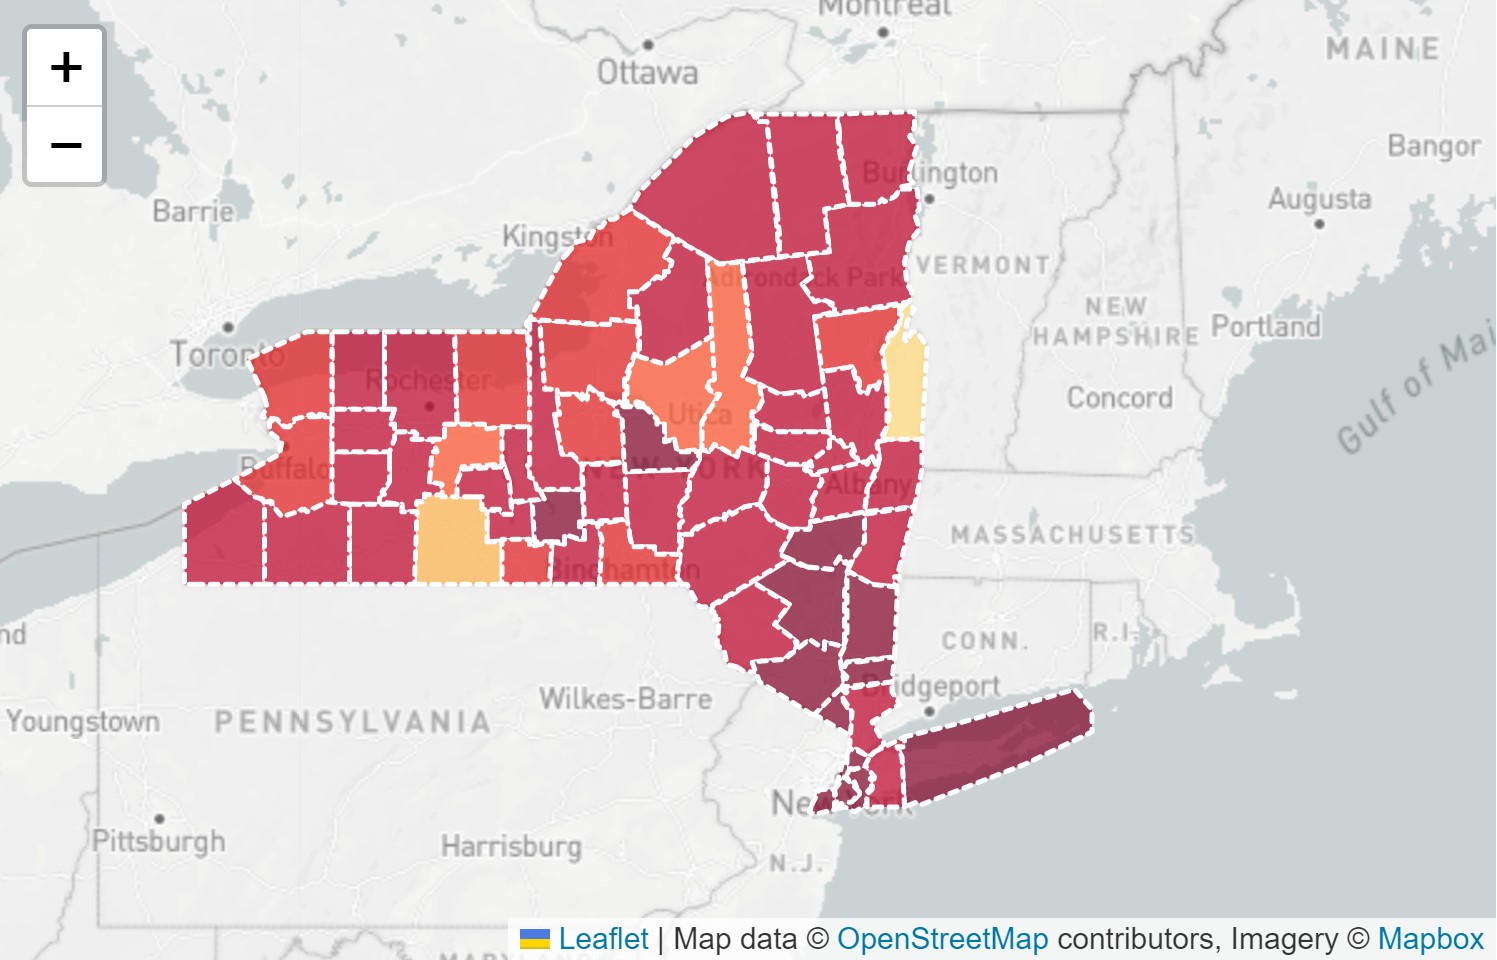 +
−
Montréal
MAINE
Ottawa
Bangor
Burlington
Augusta
Barrie
Kingston
VERMONT
Adirondack Park
NEW
HAMPSHIRE
Portland
Toronto
Gulf of Mai
Rochester
Concord
Utica
Buffalo
NEW YORK
Albany
MASSACHUSETTS
Binghamton
nd
CONN.
R.I.
Bridgeport
Wilkes-Barre
Youngstown
PENNSYLVANIA
New York
Pittsburgh
Harrisburg
N.J.
MARYLAND
Leaflet | Map data © OpenStreetMap contributors, Imagery © Mapbox